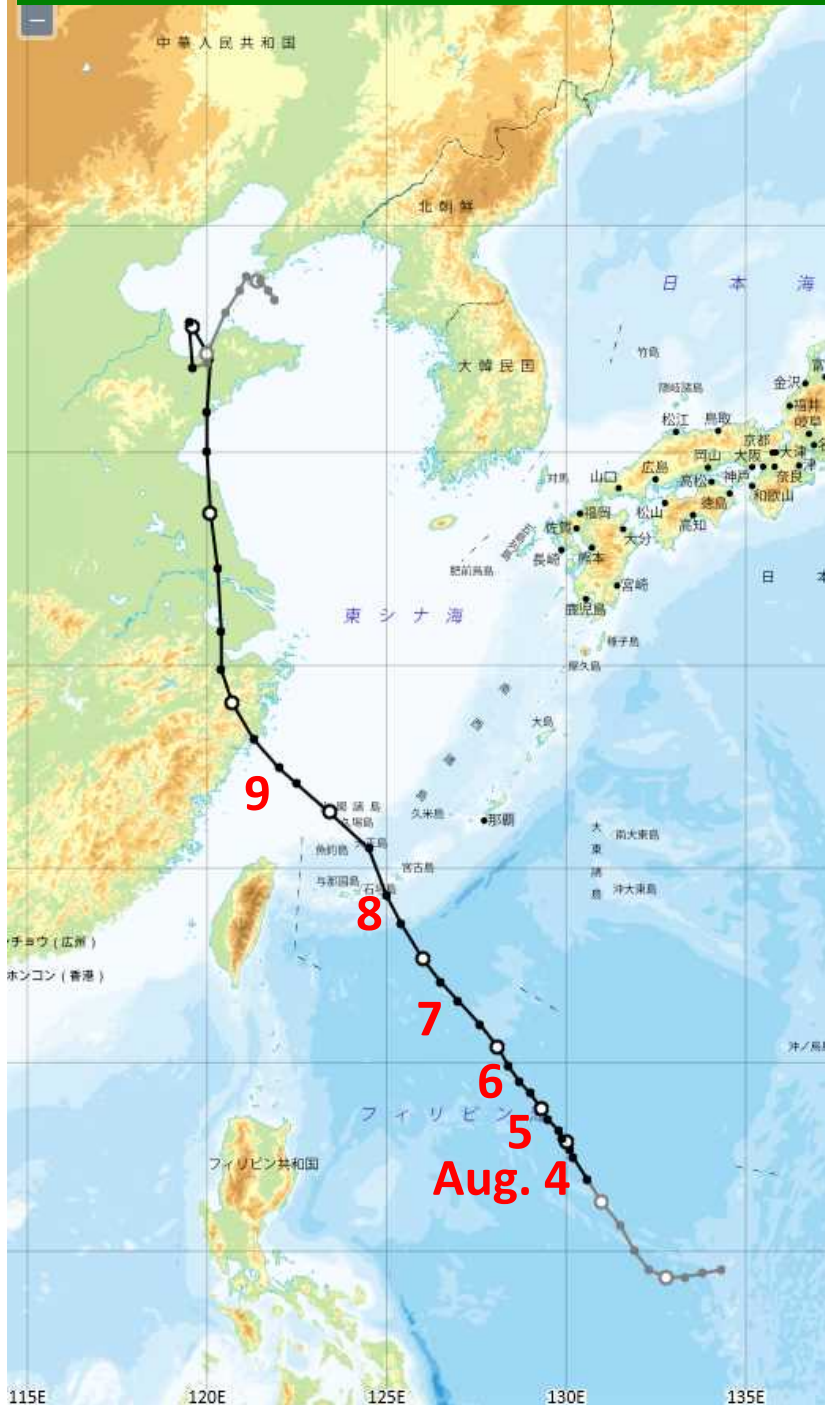 中華人民共和国
北朝鮮
日本海
竹島
大韓民国
隠岐諸島
金沢
福井
岐阜
松江
鳥取
京都
大津
岡山
大阪
津
広島
対馬
山口
高松
神戸
奈良
徳島
和歌山
松山
福岡
高知
佐賀
大分
長崎
熊本
肥前鳥島
宮崎
日本
東シナ海
鹿児島
種子島
屋久島
大島
9
久米島
那覇
南大東島
大東諸島
魚釣島
宮古島
与那国島
石垣島
沖大東島
8
ンチョウ(広州)
ホンコン(香港)
7
6
フィリピン
5
フィリピン共和国
Aug. 4
115E
120E
125E
130E
135E